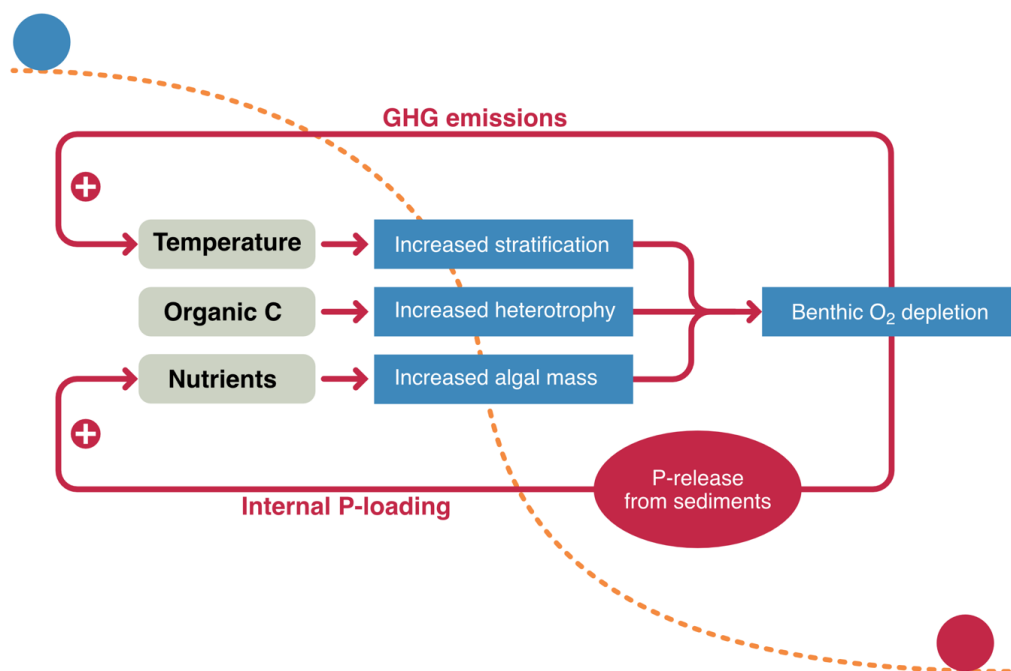 GHG emissions
Temperature
Increased stratification
Organic C
Increased heterotrophy
Benthic O₂ depletion
Nutrients
Increased algal mass
P-release
from sediments
Internal P-loading